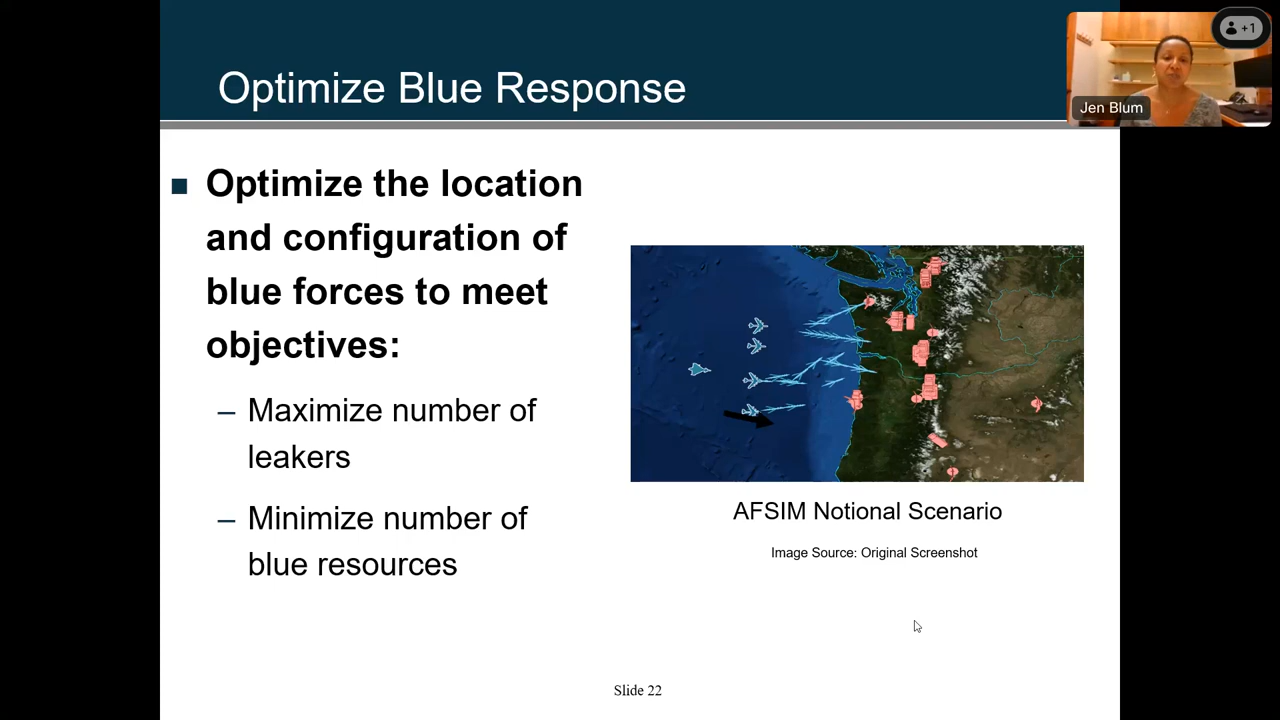 Optimize Blue Response
+1
Jen Blum
Optimize the location
and configuration of
blue forces to meet
objectives:
– Maximize number of
leakers
– Minimize number of
blue resources
AFSIM Notional Scenario
Image Source: Original Screenshot
Slide 22